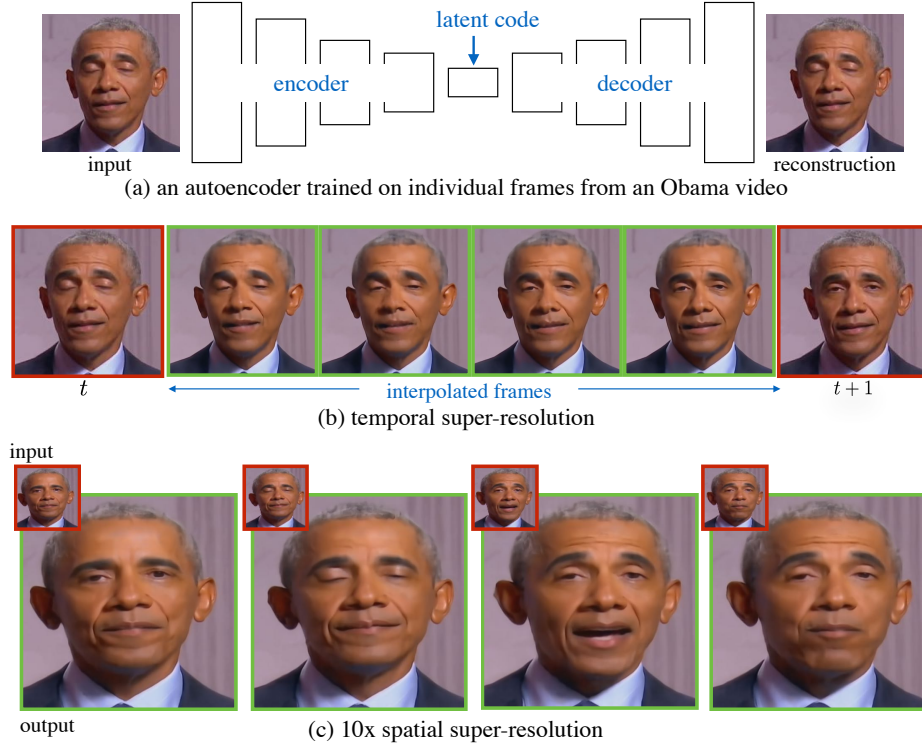 latent code
encoder
decoder
input
reconstruction
(a) an autoencoder trained on individual frames from an Obama video
t
interpolated frames
t + 1
(b) temporal super-resolution
input
output
(c) 10x spatial super-resolution